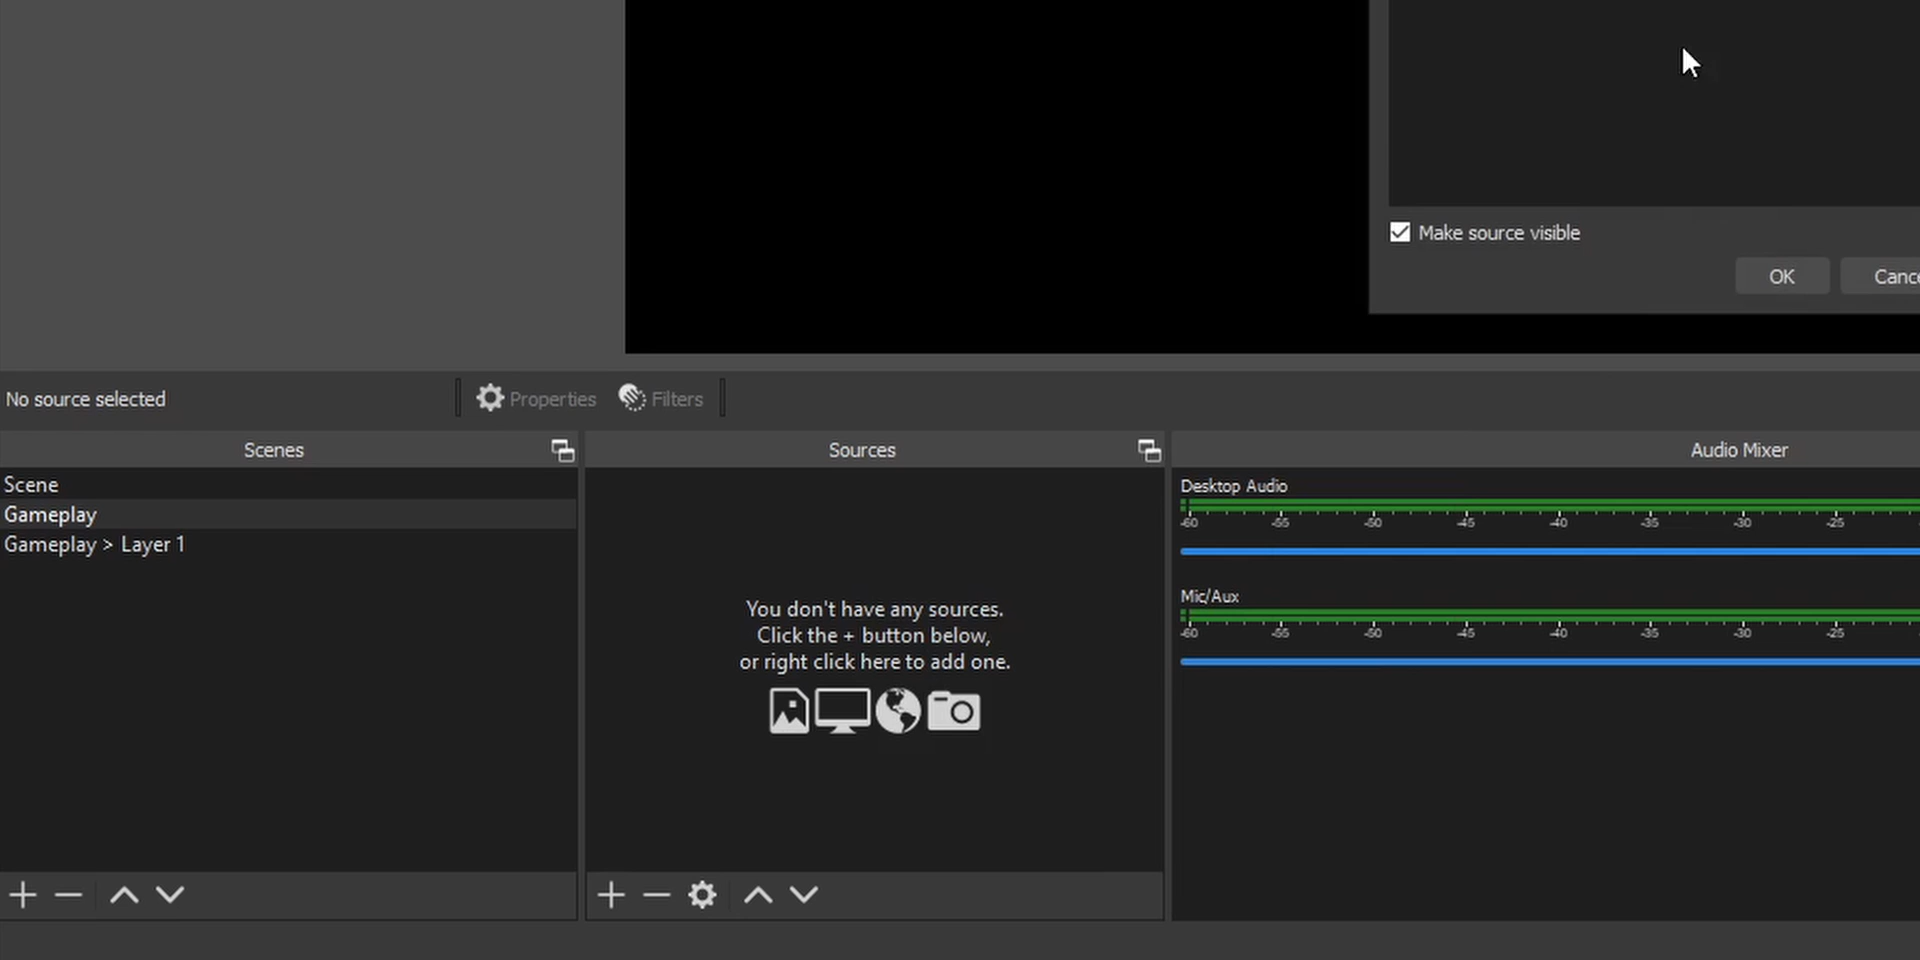 Make source visible
OK
No source selected
Properties
Filters
Scenes
Sources
Audio Mixer
Scene
Gameplay
Gameplay > Layer 1
You don't have any sources.
Click the + button below,
or right click here to add one.
Desktop Audio
-60 -55 -50 -45 -40 -35 -30 -25
Mic/Aux
-60 -55 -50 -45 -40 -35 -30 -25